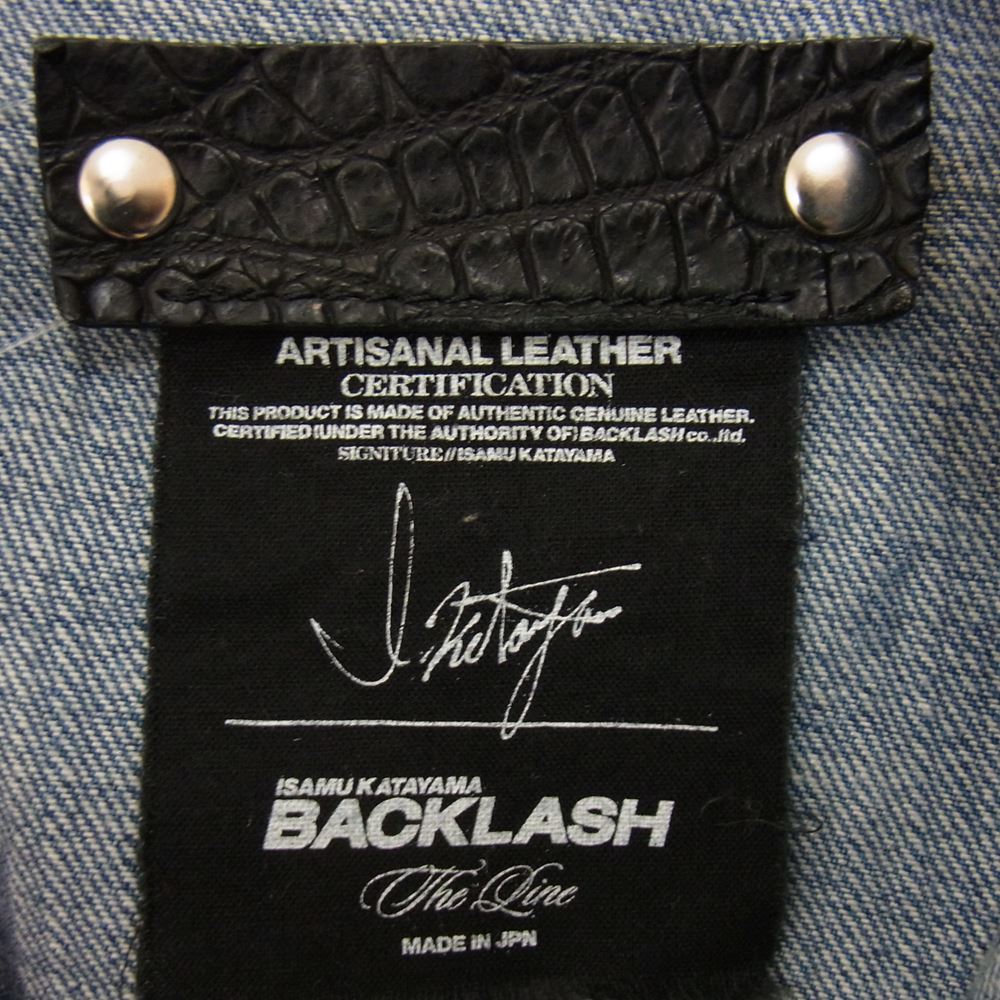 ARTISANAL LEATHER
CERTIFICATION
THIS PRODUCT IS MADE OF AUTHENTIC GENUINE LEATHER.
CERTIFIED(UNDER THE AUTHORITY OF)BACKLASH co.,ltd.
SIGNITURE//ISAMU KATAYAMA
I. Katayama
ISAMU KATAYAMA
BACKLASH
The Line
MADE IN JPN